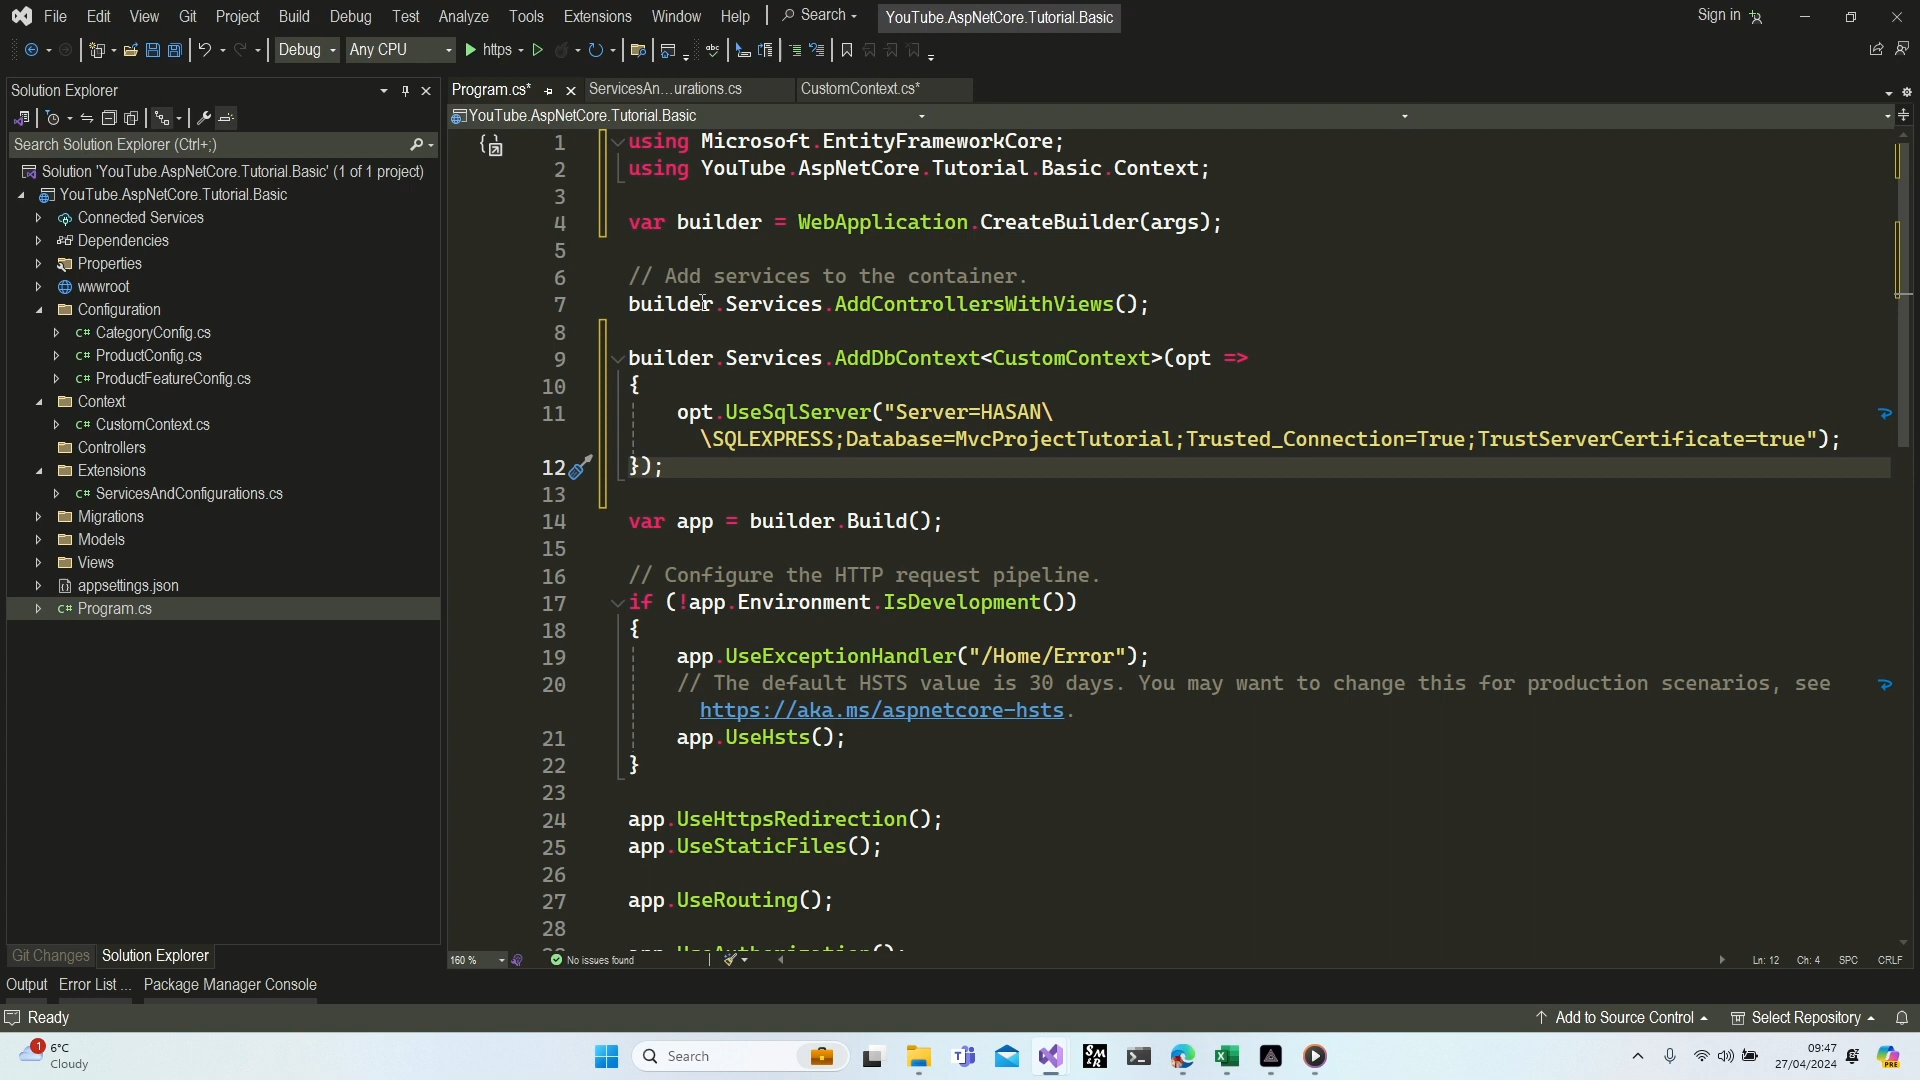 File Edit View Git Project Build Debug Test Analyze Tools Extensions Window Help Search YouTube.AspNetCore.Tutorial.Basic Sign in
Debug Any CPU https
Solution Explorer
Search Solution Explorer (Ctrl+;)
Solution 'YouTube.AspNetCore.Tutorial.Basic' (1 of 1 project)
YouTube.AspNetCore.Tutorial.Basic
Connected Services
Dependencies
Properties
wwwroot
Configuration
C# CategoryConfig.cs
C# ProductConfig.cs
C# ProductFeatureConfig.cs
Context
C# CustomContext.cs
Controllers
Extensions
C# ServicesAndConfigurations.cs
Migrations
Models
Views
appsettings.json
C# Program.cs
Git Changes Solution Explorer
Program.cs* ServicesAn...urations.cs CustomContext.cs*
YouTube.AspNetCore.Tutorial.Basic
1 using Microsoft.EntityFrameworkCore;
2 using YouTube.AspNetCore.Tutorial.Basic.Context;
3
4 var builder = WebApplication.CreateBuilder(args);
5
6 // Add services to the container.
7 builder.Services.AddControllersWithViews();
8
9 builder.Services.AddDbContext<CustomContext>(opt =>
10 {
11 opt.UseSqlServer("Server=HASAN\
\SQLEXPRESS;Database=MvcProjectTutorial;Trusted_Connection=True;TrustServerCertificate=true");
12 });
13
14 var app = builder.Build();
15
16 // Configure the HTTP request pipeline.
17 if (!app.Environment.IsDevelopment())
18 {
19 app.UseExceptionHandler("/Home/Error");
20 // The default HSTS value is 30 days. You may want to change this for production scenarios, see
https://aka.ms/aspnetcore-hsts.
21 app.UseHsts();
22 }
23
24 app.UseHttpsRedirection();
25 app.UseStaticFiles();
26
27 app.UseRouting();
28
160 % No issues found Ln: 12 Ch: 4 SPC CRLF
Output Error List ... Package Manager Console
Ready Add to Source Control Select Repository
1 6°C
Cloudy
Search
09:47
27/04/2024
PRE